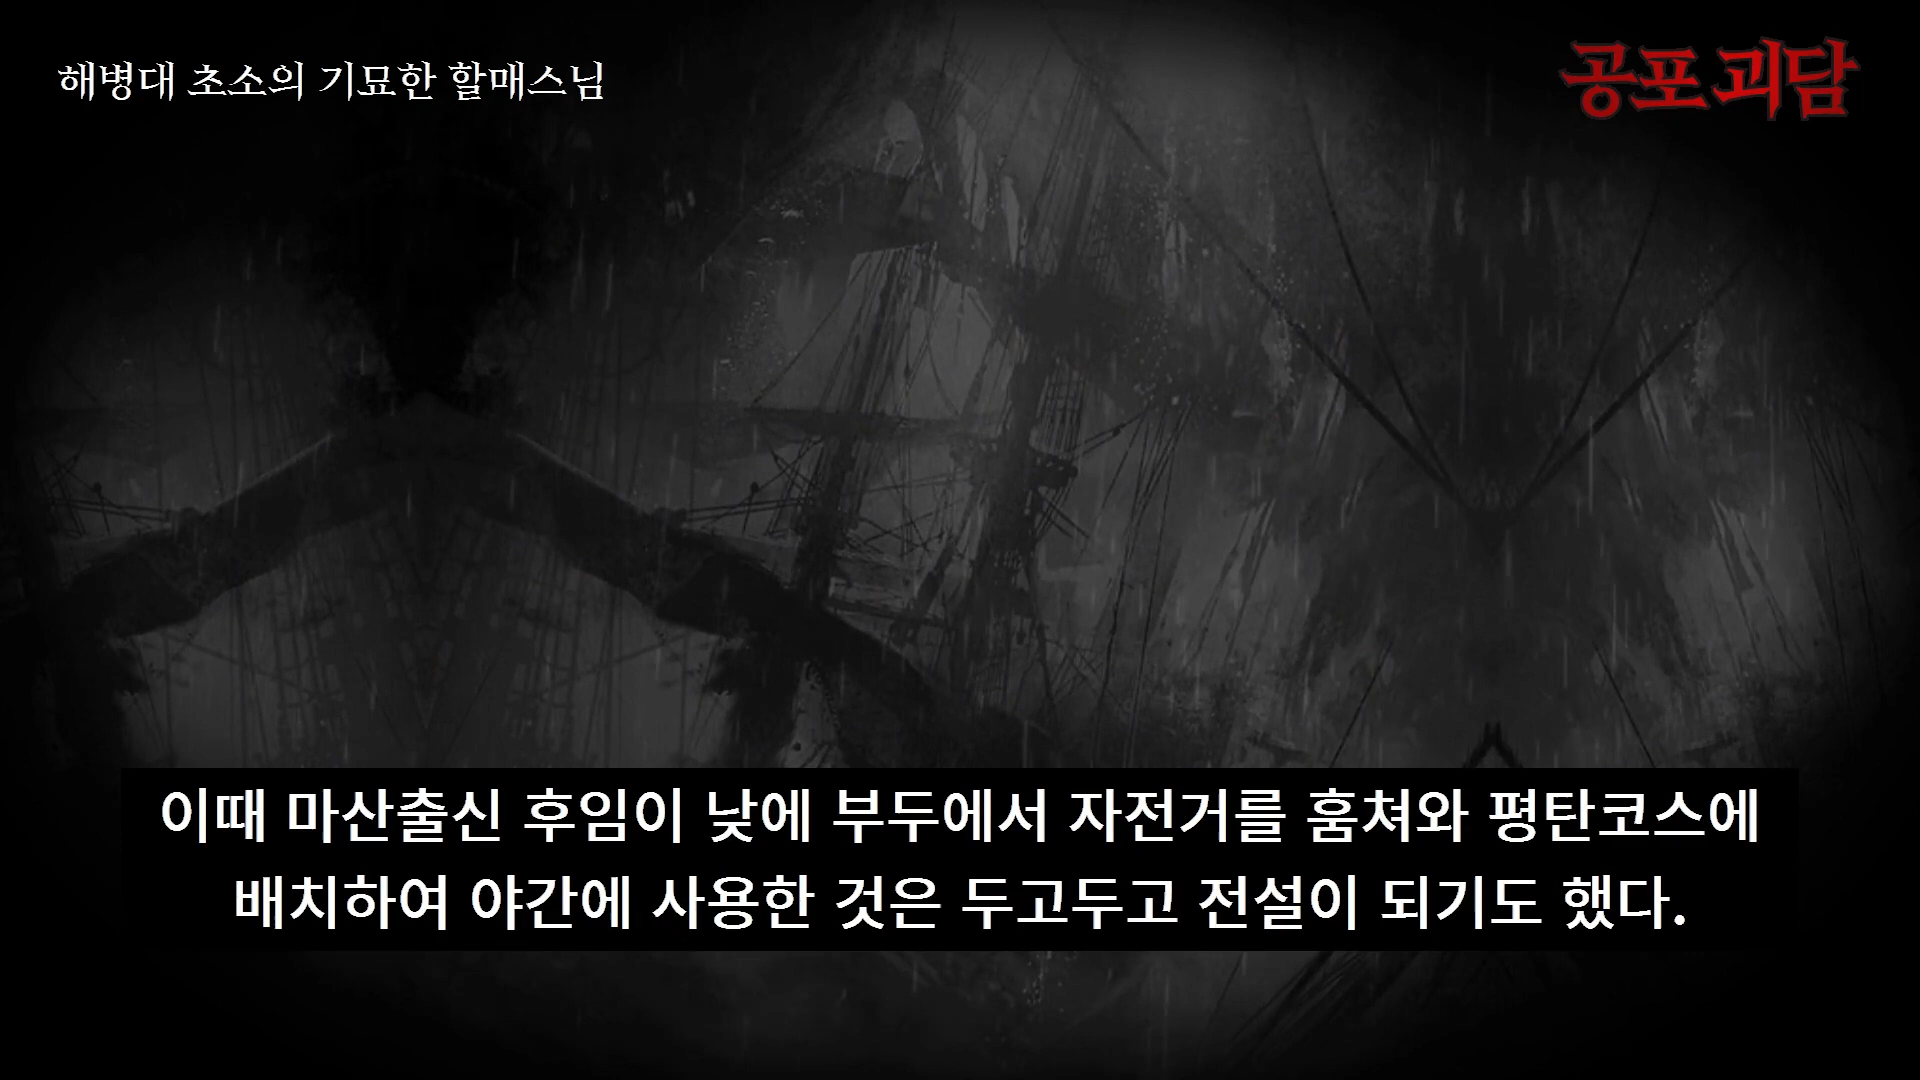 해병대 초소의 기묘한 할매스님
공포괴담
이때 마산출신 후임이 낮에 부두에서 자전거를 훔쳐와 평탄코스에
배치하여 야간에 사용한 것은 두고두고 전설이 되기도 했다.